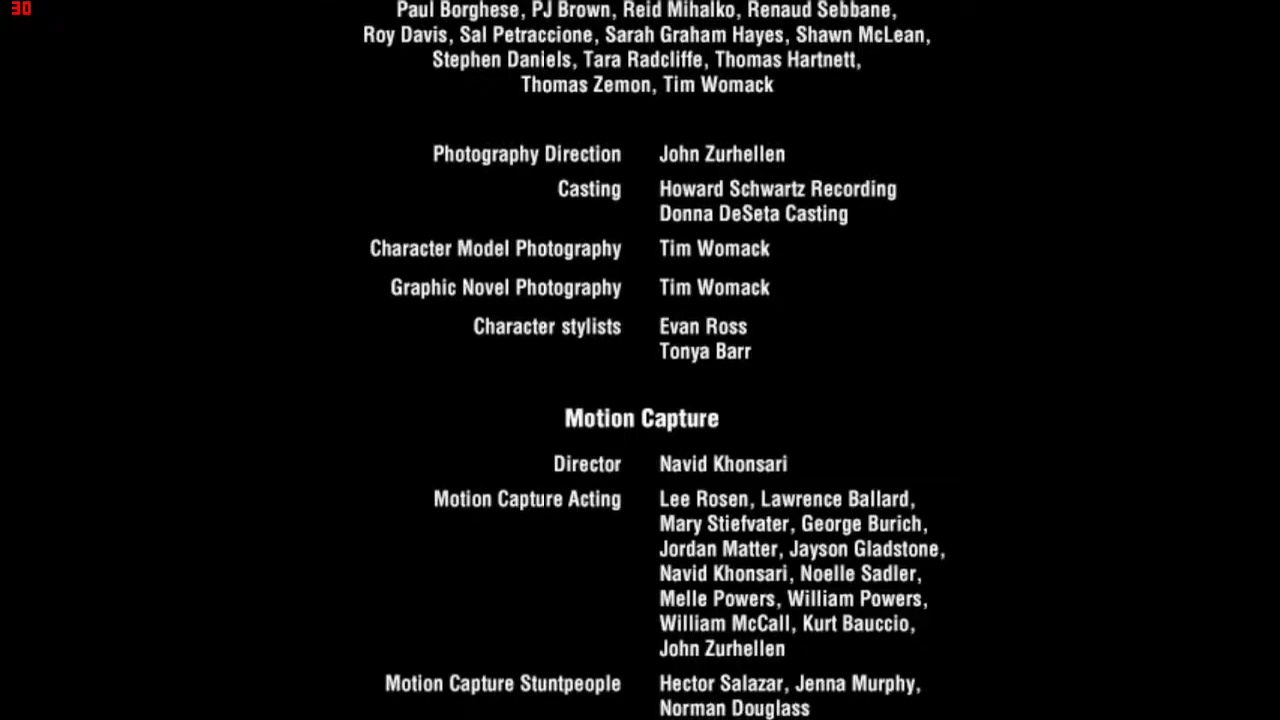 30
Paul Borghese, PJ Brown, Reid Mihalko, Renaud Sebbane,
Roy Davis, Sal Petraccione, Sarah Graham Hayes, Shawn McLean,
Stephen Daniels, Tara Radcliffe, Thomas Hartnett,
Thomas Zemon, Tim Womack
Photography Direction John Zurhellen
Casting Howard Schwartz Recording
Donna DeSeta Casting
Character Model Photography Tim Womack
Graphic Novel Photography Tim Womack
Character stylists Evan Ross
Tonya Barr
Motion Capture
Director Navid Khonsari
Motion Capture Acting Lee Rosen, Lawrence Ballard,
Mary Stiefvater, George Burich,
Jordan Matter, Jayson Gladstone,
Navid Khonsari, Noelle Sadler,
Melle Powers, William Powers,
William McCall, Kurt Bauccio,
John Zurhellen
Motion Capture Stuntpeople Hector Salazar, Jenna Murphy,
Norman Douglass